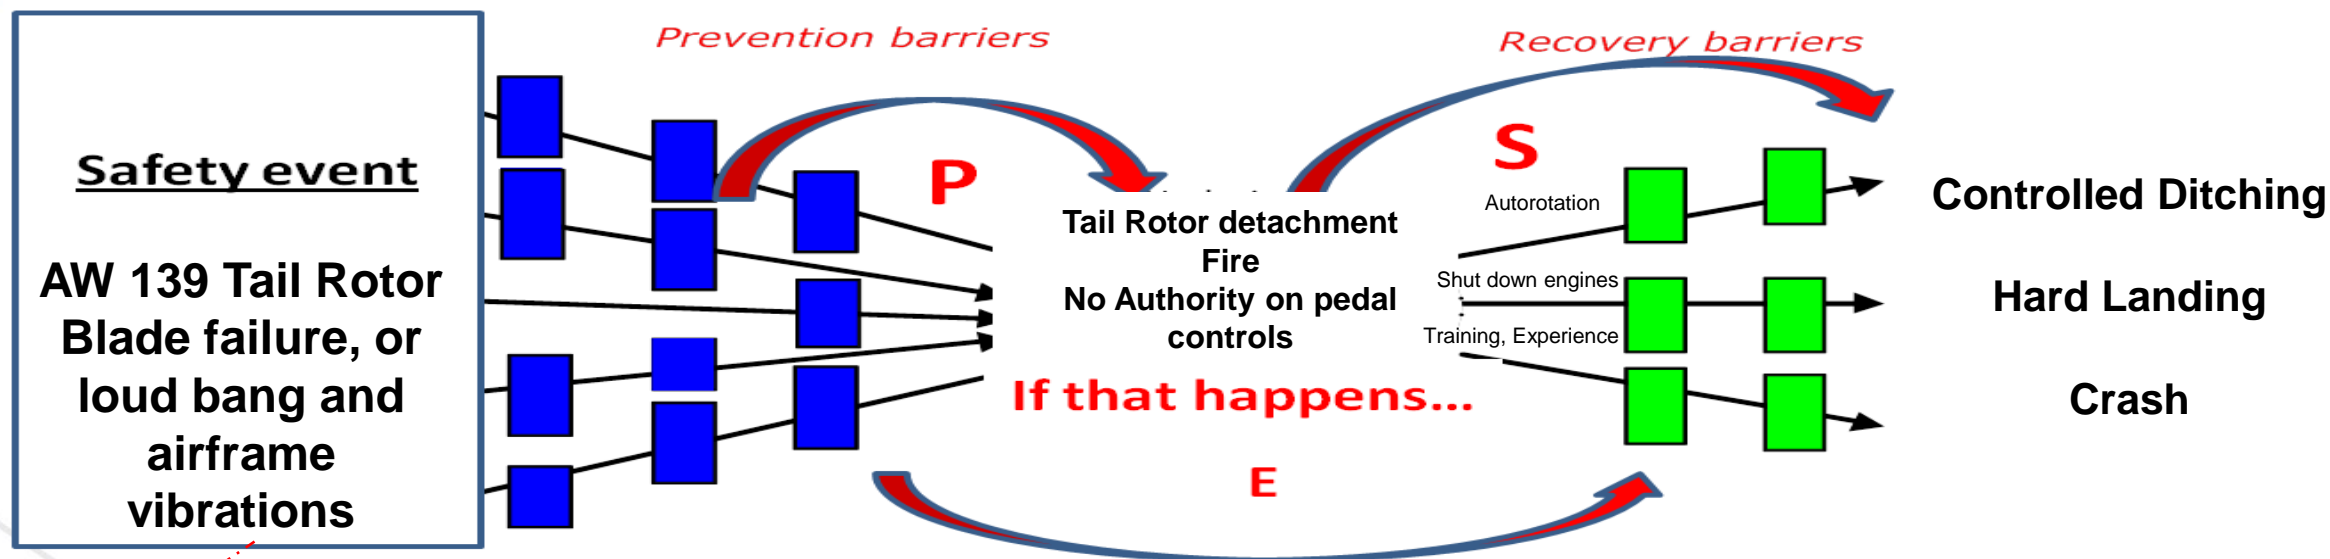 Prevention barriers
Recovery barriers
Safety event
AW 139 Tail Rotor
Blade failure, or
loud bang and
airframe
vibrations
P
Tail Rotor detachment
Fire
No Authority on pedal
controls
If that happens...
E
S
Autorotation
Shut down engines
Training, Experience
Controlled Ditching
Hard Landing
Crash